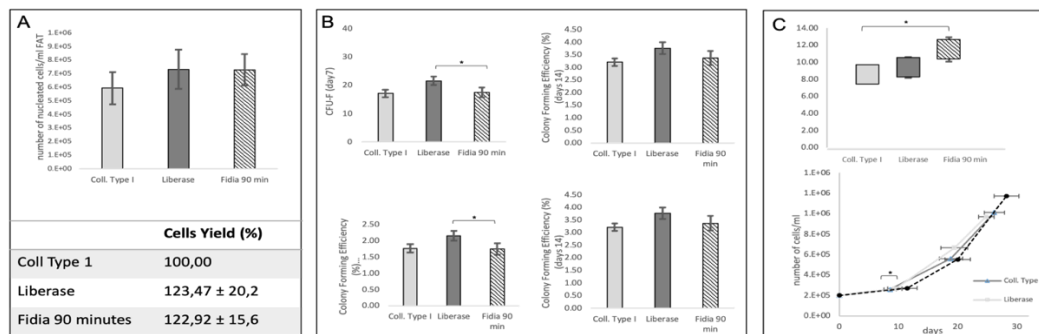 A
number of nucleated cells/ml FAT
1.E+06
9.E+05
8.E+05
7.E+05
6.E+05
5.E+05
4.E+05
3.E+05
2.E+05
1.E+05
0.E+00
Coll. Type I Liberase Fidia 90 min
Cells Yield (%)
Coll Type 1 100,00
Liberase 123,47 ± 20,2
Fidia 90 minutes 122,92 ± 15,6
B
CFU-F (day7)
40
30
20
10
0
*
Coll. Type I Liberase Fidia 90 min
Colony Forming Efficiency (%)
(days 14)
4.50
4.00
3.50
3.00
2.50
2.00
1.50
1.00
0.50
0.00
Coll. Type I Liberase Fidia 90
min
Colony Forming Efficiency
(%)...
2.50
2.00
1.50
1.00
0.50
0.00
*
Coll. Type I Liberase Fidia 90 min
Colony Forming Efficiency (%)
(days 14)
4.50
4.00
3.50
3.00
2.50
2.00
1.50
1.00
0.50
0.00
Coll. Type I Liberase Fidia 90
min
C
14.00
12.00
10.00
8.00
6.00
4.00
2.00
0.00
*
Coll. Type I Liberase Fidia 90 min
number of cells/ml
1.E+06
1.E+06
8.E+05
6.E+05
4.E+05
2.E+05
0.E+00
*
0 10 20 30
days
Coll. Type
Liberase